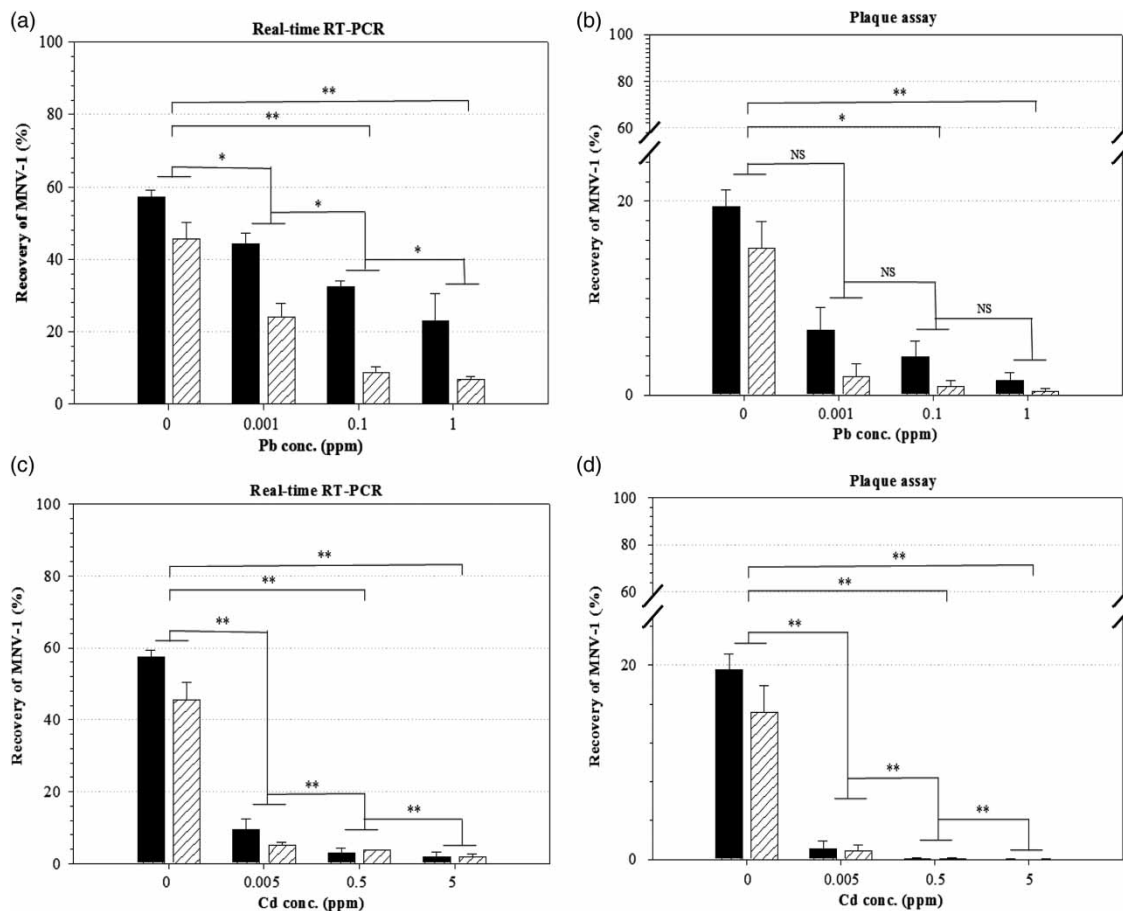 (a)
Real-time RT-PCR
Recovery of MNV-1 (%)
100
80
60
40
20
0
**
**
*
*
*
0 0.001 0.1 1
Pb conc. (ppm)
(b)
Plaque assay
Recovery of MNV-1 (%)
100
80
60
20
0
**
*
NS
NS
NS
0 0.001 0.1 1
Pb conc. (ppm)
(c)
Real-time RT-PCR
Recovery of MNV-1 (%)
100
80
60
40
20
0
**
**
**
**
**
0 0.005 0.5 5
Cd conc. (ppm)
(d)
Plaque assay
Recovery of MNV-1 (%)
100
80
60
20
0
**
**
**
**
**
0 0.005 0.5 5
Cd conc. (ppm)